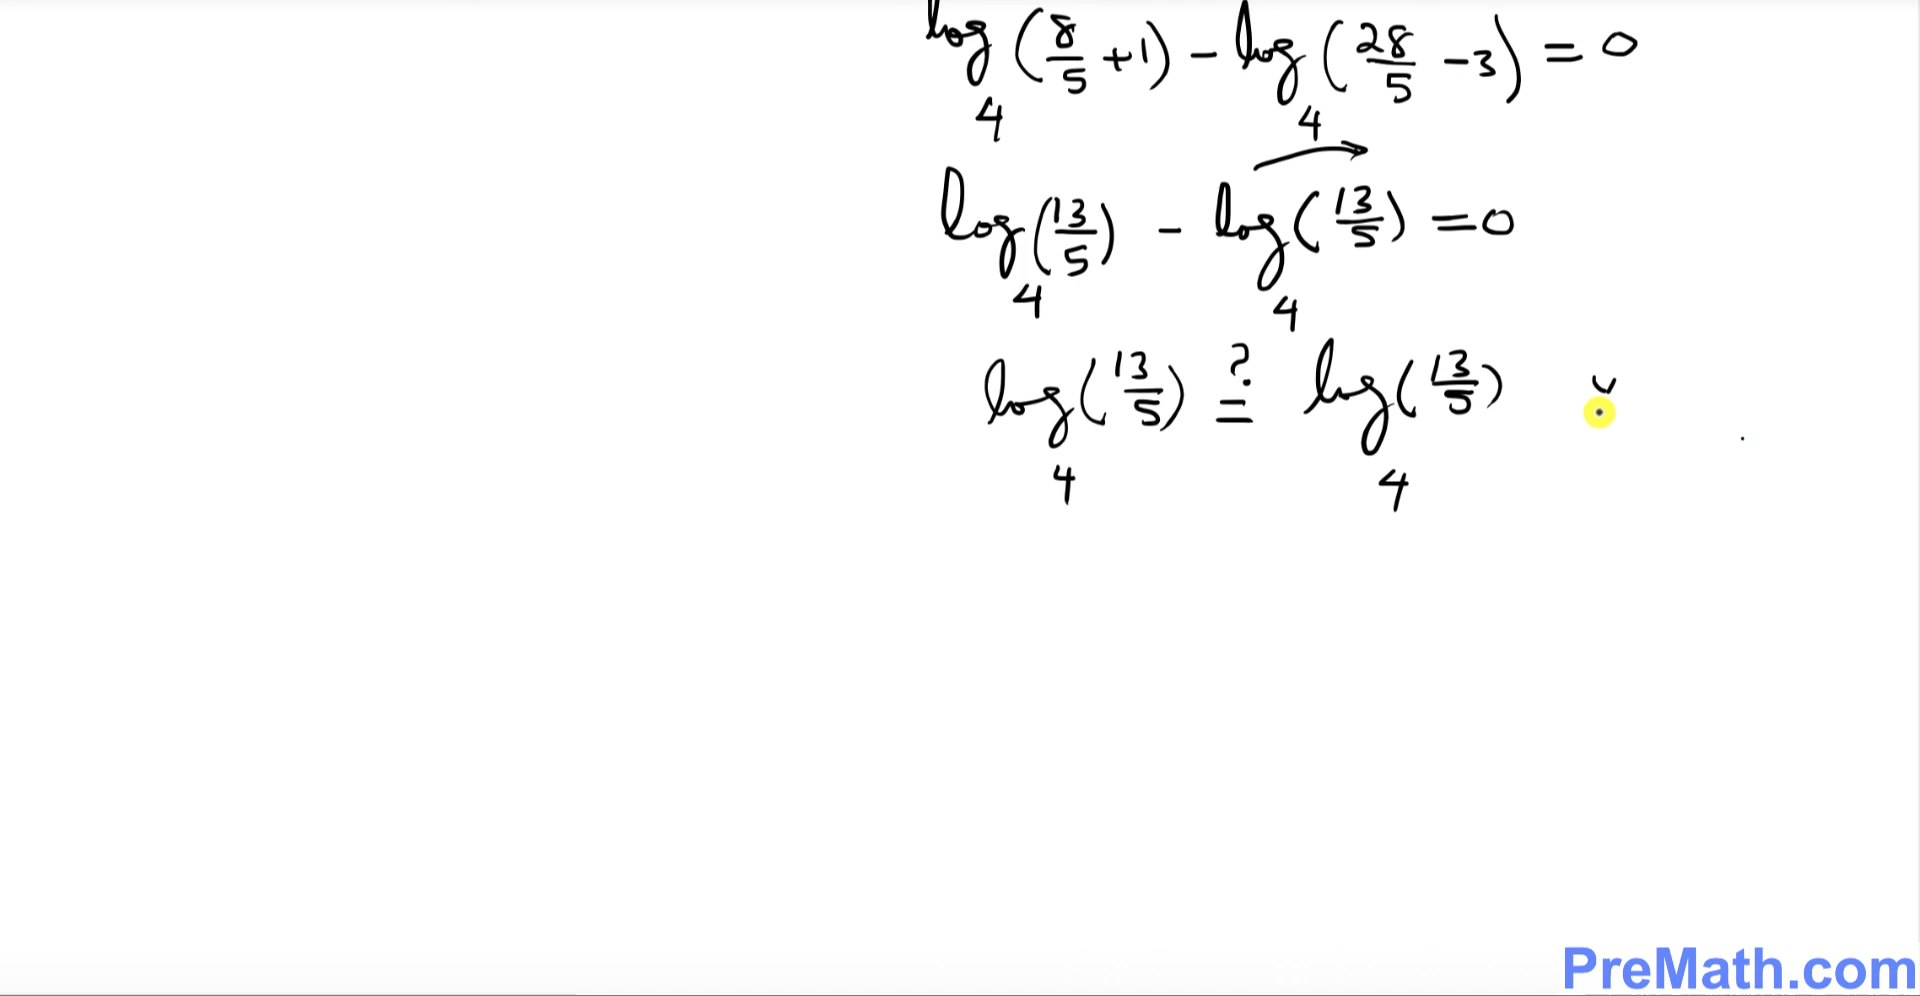 log₄(8/5 + 1) - log₄(28/5 - 3) = 0
log₄(13/5) - log₄(13/5) = 0
log₄(13/5) ≟ log₄(13/5)
PreMath.com